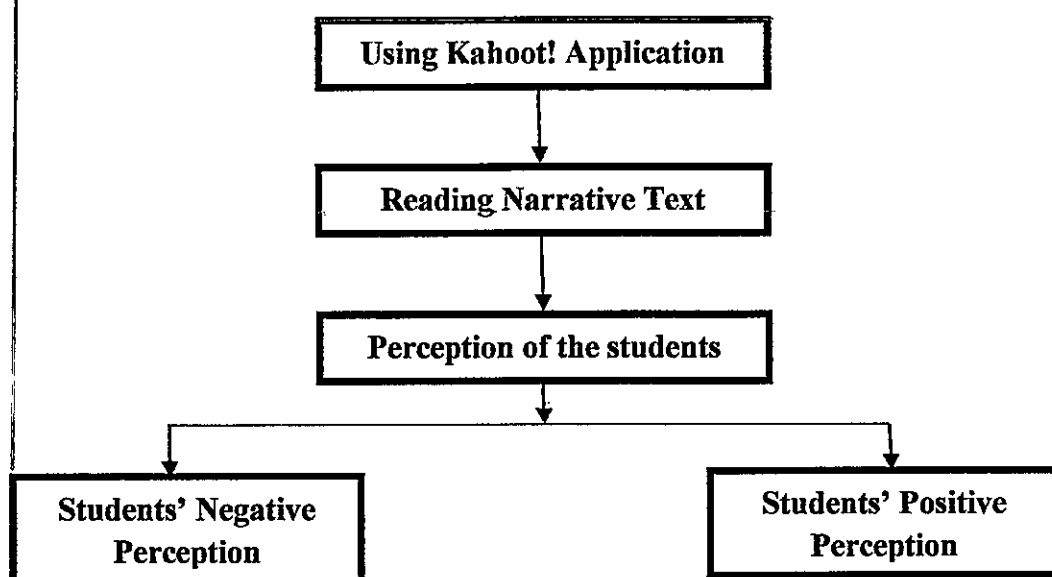 Using Kahoot! Application
Reading Narrative Text
Perception of the students
Students' Negative
Perception
Students' Positive
Perception